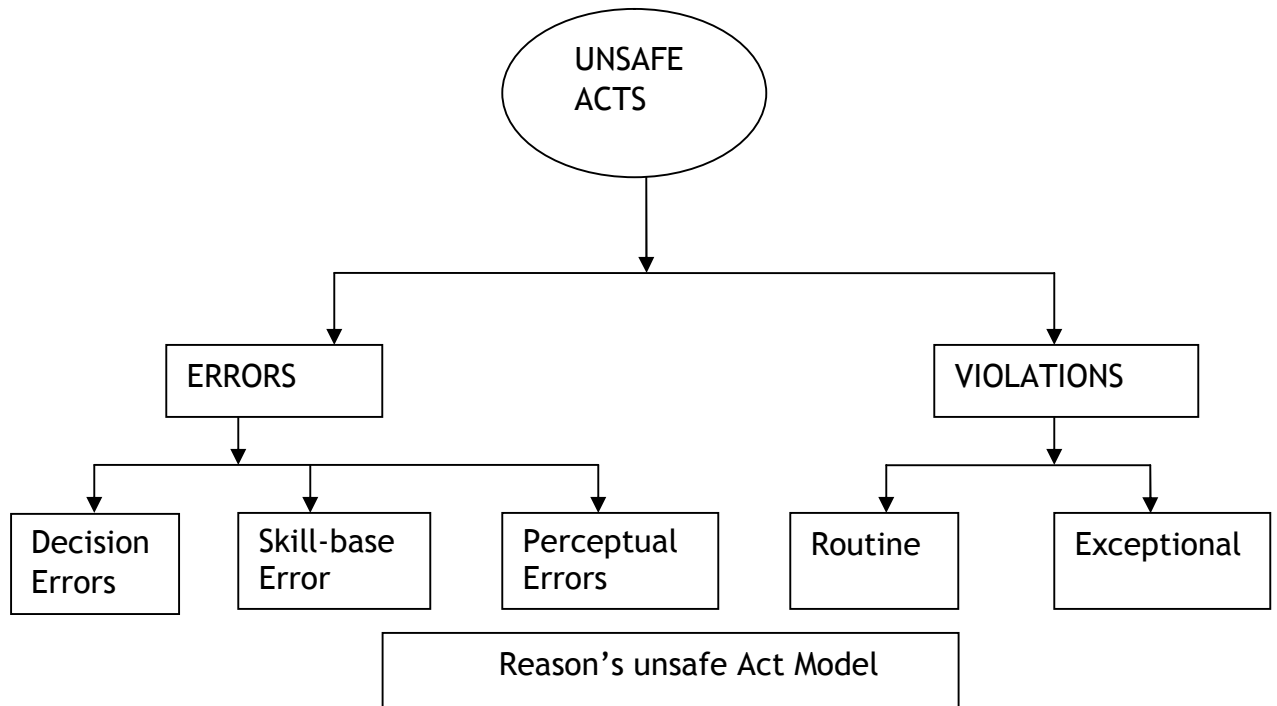 UNSAFE
ACTS
ERRORS
VIOLATIONS
Decision
Errors
Skill-base
Error
Perceptual
Errors
Routine
Exceptional
Reason’s unsafe Act Model